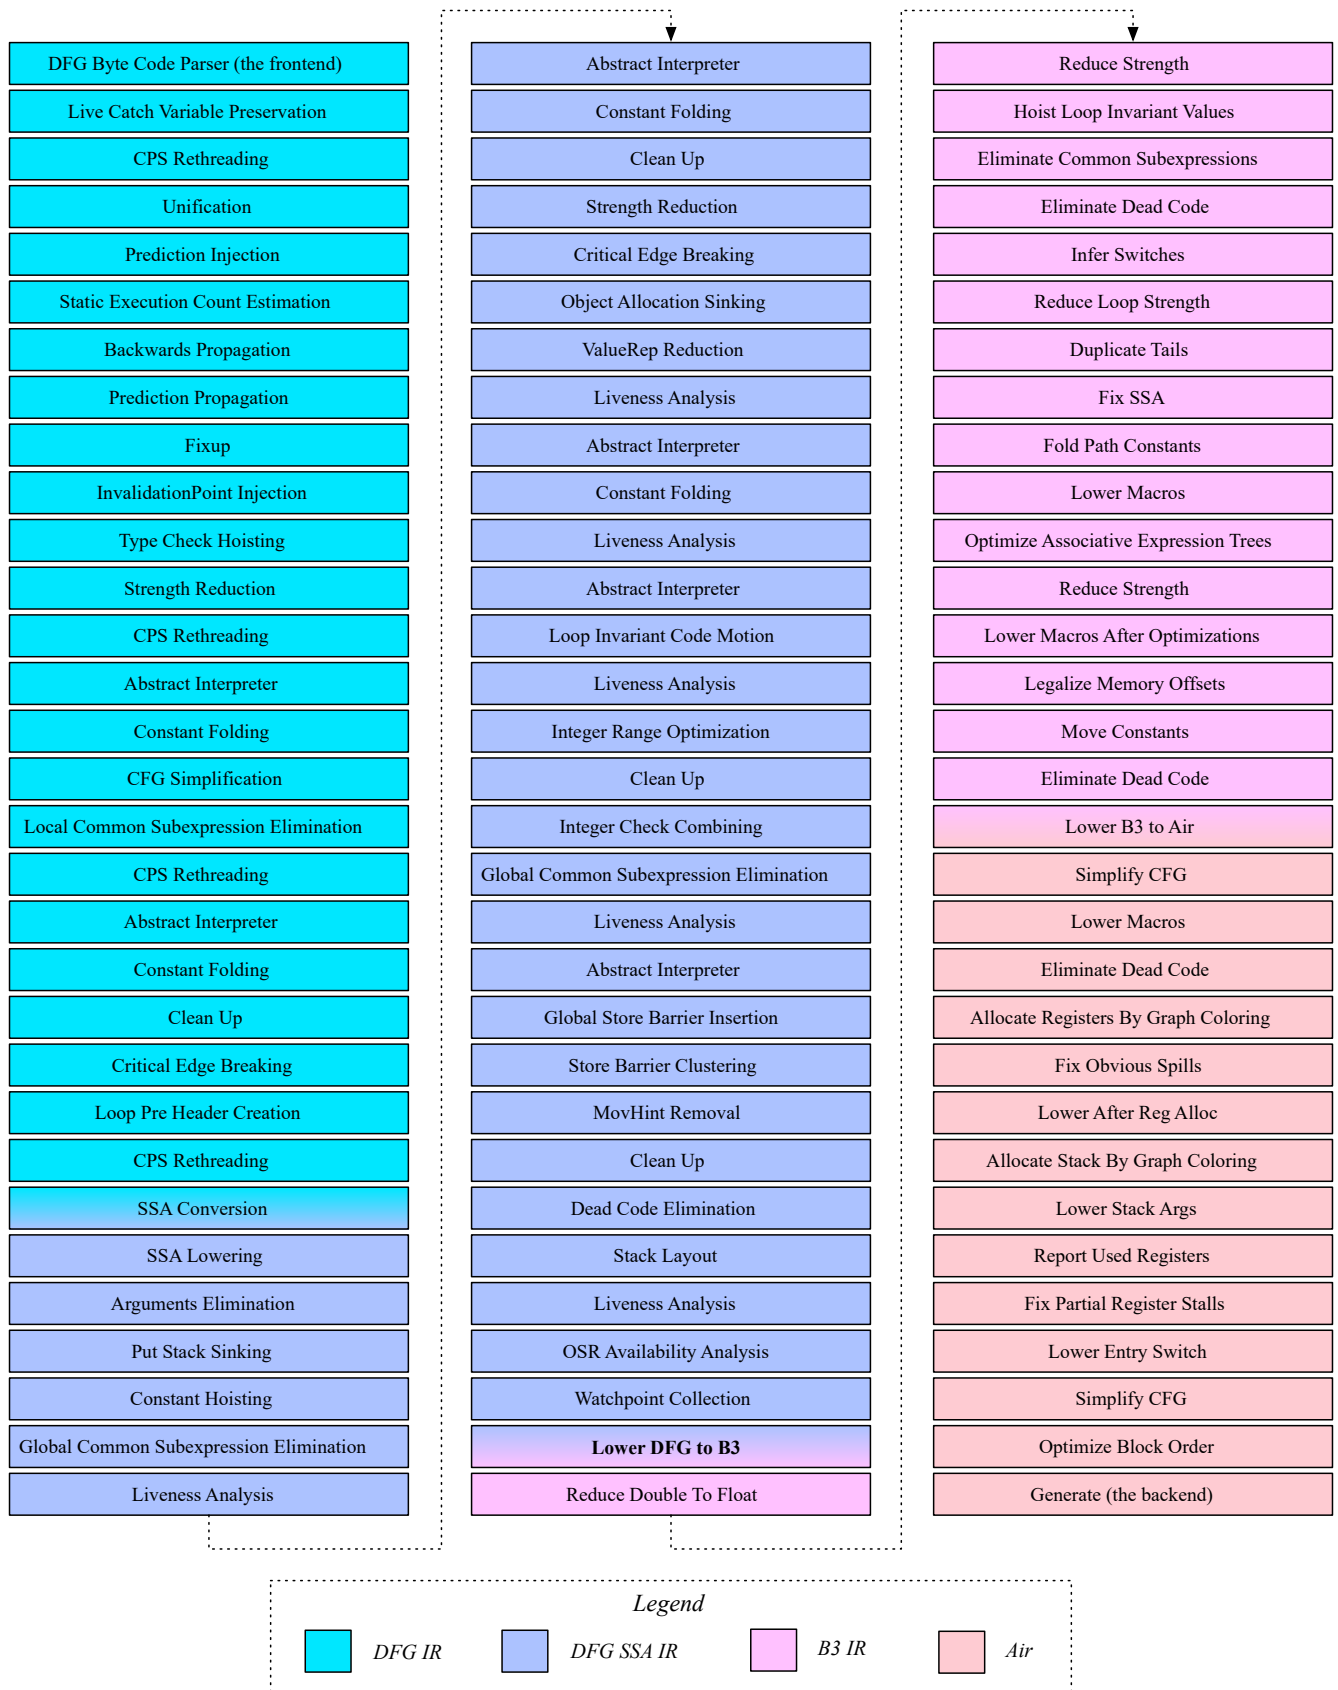 DFG Byte Code Parser (the frontend)
Live Catch Variable Preservation
CPS Rethreading
Unification
Prediction Injection
Static Execution Count Estimation
Backwards Propagation
Prediction Propagation
Fixup
InvalidationPoint Injection
Type Check Hoisting
Strength Reduction
CPS Rethreading
Abstract Interpreter
Constant Folding
CFG Simplification
Local Common Subexpression Elimination
CPS Rethreading
Abstract Interpreter
Constant Folding
Clean Up
Critical Edge Breaking
Loop Pre Header Creation
CPS Rethreading
SSA Conversion
SSA Lowering
Arguments Elimination
Put Stack Sinking
Constant Hoisting
Global Common Subexpression Elimination
Liveness Analysis
Abstract Interpreter
Constant Folding
Clean Up
Strength Reduction
Critical Edge Breaking
Object Allocation Sinking
ValueRep Reduction
Liveness Analysis
Abstract Interpreter
Constant Folding
Liveness Analysis
Abstract Interpreter
Loop Invariant Code Motion
Liveness Analysis
Integer Range Optimization
Clean Up
Integer Check Combining
Global Common Subexpression Elimination
Liveness Analysis
Abstract Interpreter
Global Store Barrier Insertion
Store Barrier Clustering
MovHint Removal
Clean Up
Dead Code Elimination
Stack Layout
Liveness Analysis
OSR Availability Analysis
Watchpoint Collection
Lower DFG to B3
Reduce Double To Float
Reduce Strength
Hoist Loop Invariant Values
Eliminate Common Subexpressions
Eliminate Dead Code
Infer Switches
Reduce Loop Strength
Duplicate Tails
Fix SSA
Fold Path Constants
Lower Macros
Optimize Associative Expression Trees
Reduce Strength
Lower Macros After Optimizations
Legalize Memory Offsets
Move Constants
Eliminate Dead Code
Lower B3 to Air
Simplify CFG
Lower Macros
Eliminate Dead Code
Allocate Registers By Graph Coloring
Fix Obvious Spills
Lower After Reg Alloc
Allocate Stack By Graph Coloring
Lower Stack Args
Report Used Registers
Fix Partial Register Stalls
Lower Entry Switch
Simplify CFG
Optimize Block Order
Generate (the backend)
Legend
DFG IR
DFG SSA IR
B3 IR
Air